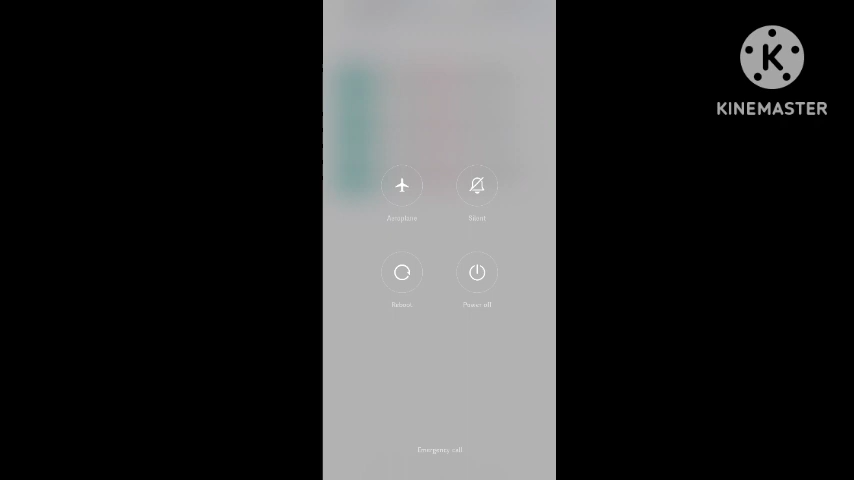 K
KINEMASTER
Aeroplane
Silent
Reboot
Power off
Emergency call